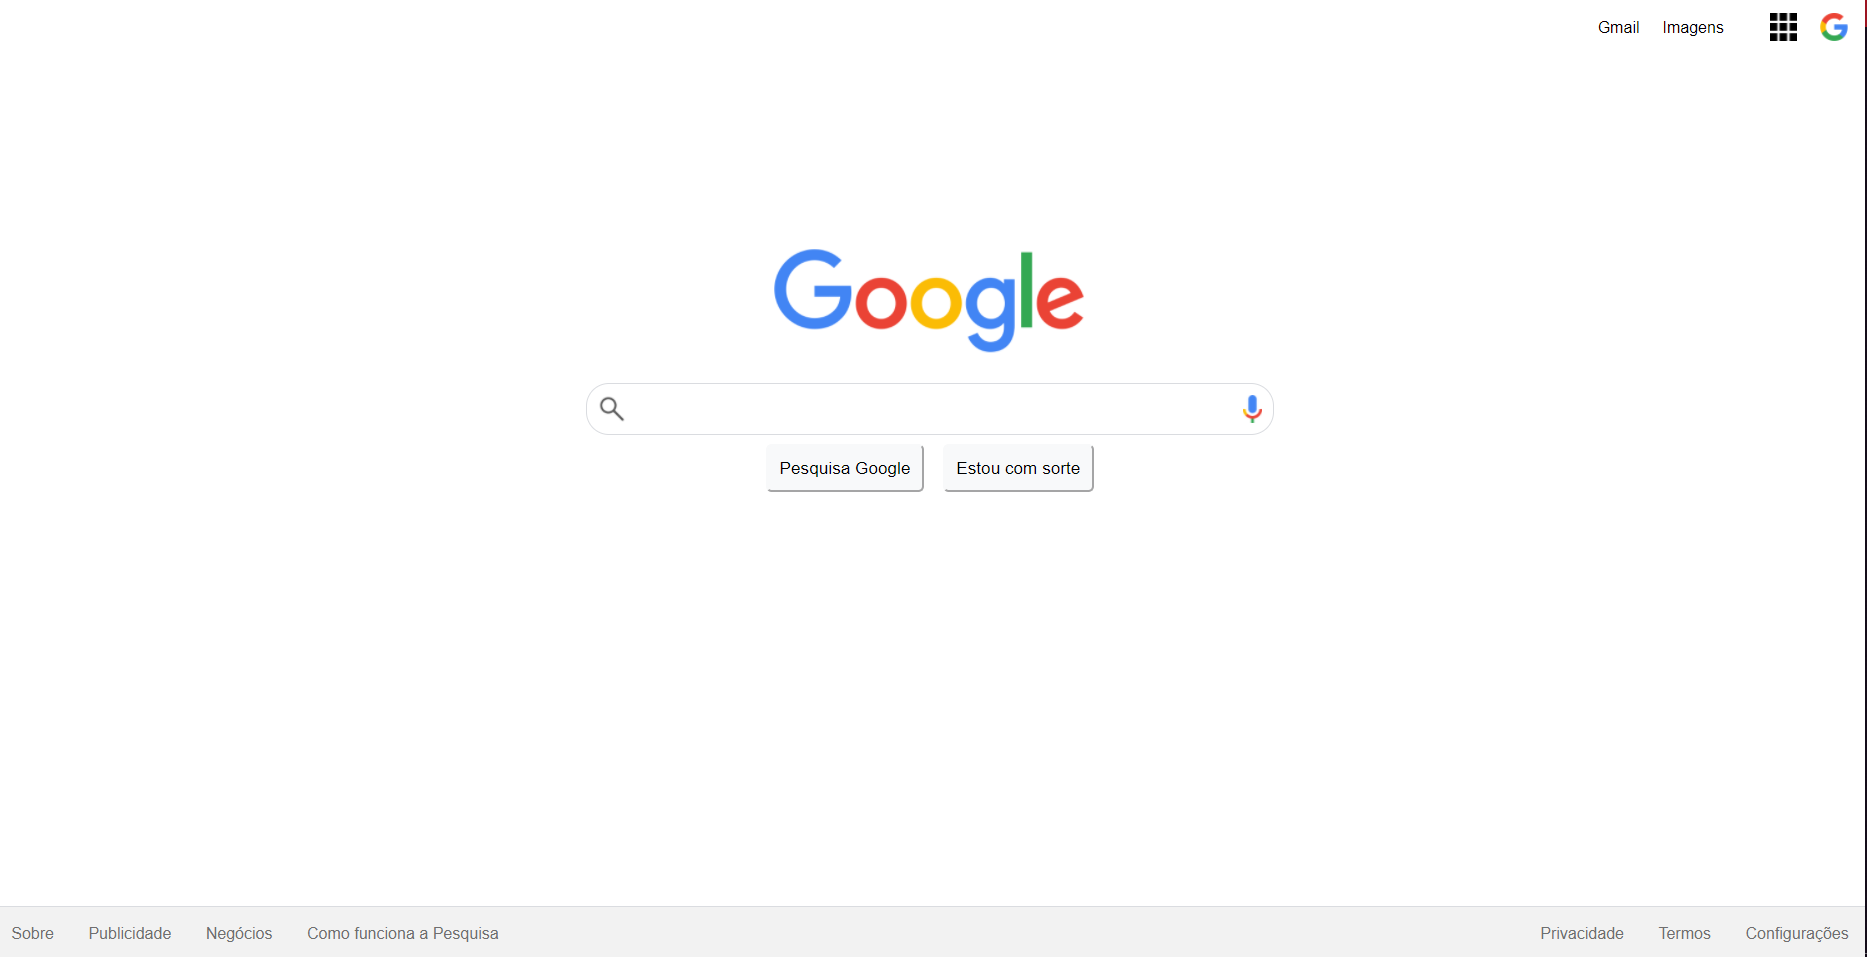 Gmail Imagens
Google
Pesquisa Google Estou com sorte
Sobre Publicidade Negócios Como funciona a Pesquisa Privacidade Termos Configurações